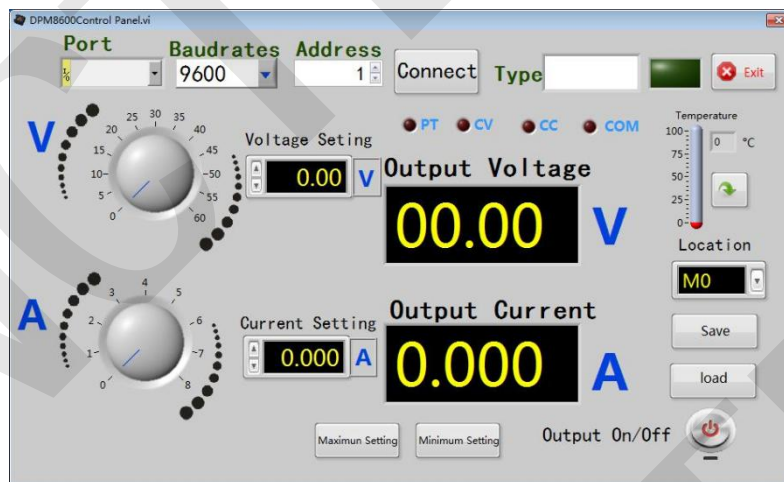 DPM8600Control Panel.vi
Port
Baudrates
Address
9600
1
Connect
Type
Exit
PT
CV
CC
COM
V
0
5
10
15
20
25
30
35
40
45
50
55
60
Voltage Seting
0.00 V
Output Voltage
00.00 V
Temperature
100
75
50
25
0
0 °C
Location
M0
Save
load
A
0
1
2
3
4
5
6
7
8
Current Setting
0.000 A
Output Current
0.000 A
Maximun Setting
Minimum Setting
Output On/Off